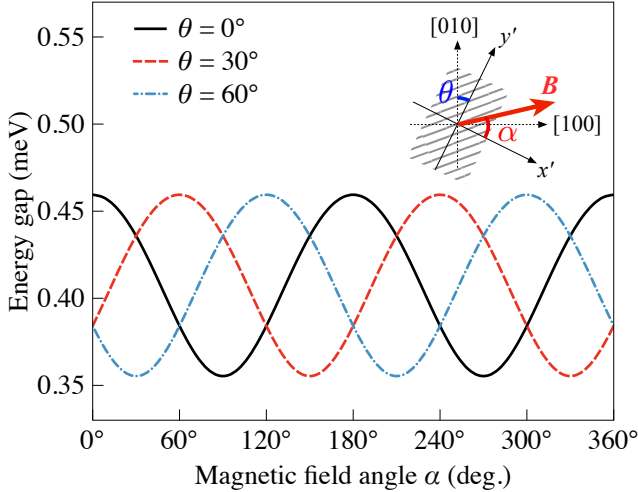 0.55
0.50
0.45
0.40
0.35
Energy gap (meV)
θ = 0°
θ = 30°
θ = 60°
[010]
y′
θ
B
[100]
α
x′
0°
60°
120°
180°
240°
300°
360°
Magnetic field angle α (deg.)